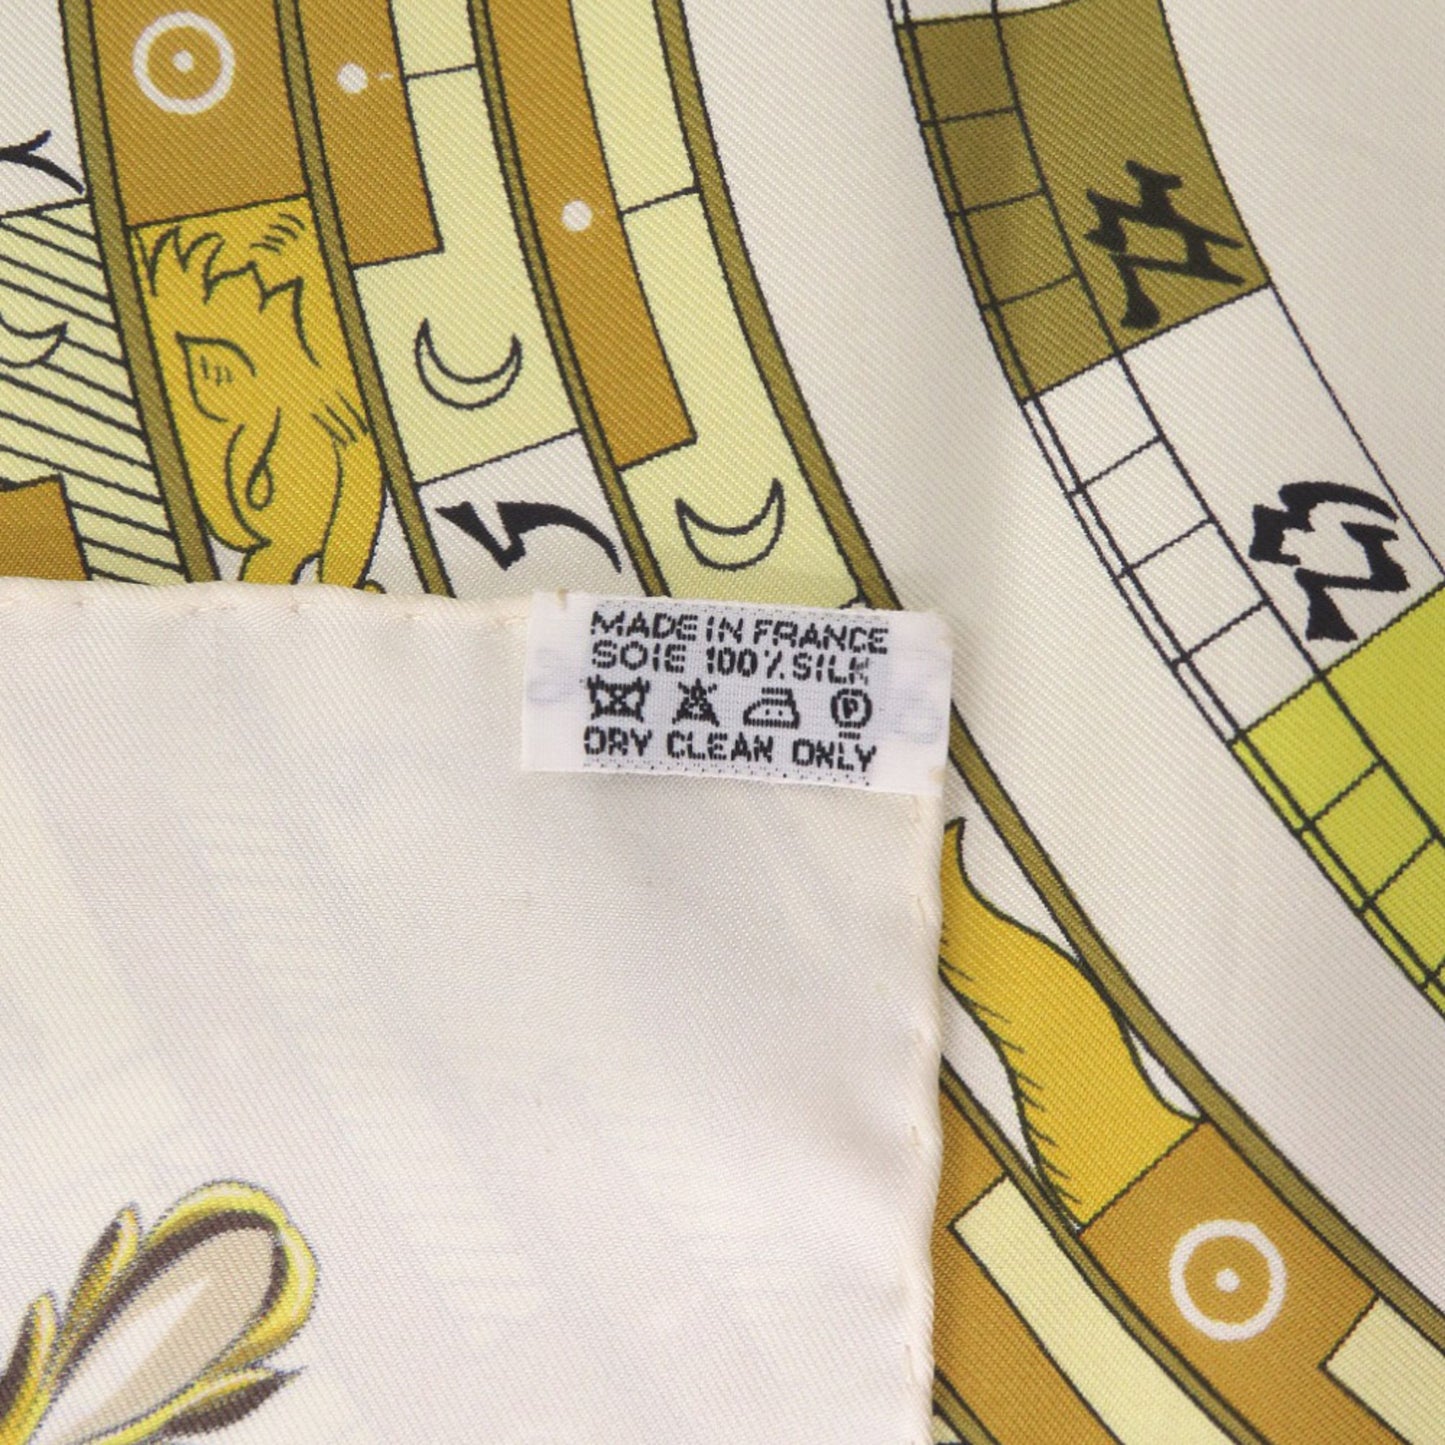 MADE IN FRANCE
SOIE 100% SILK
P
DRY CLEAN ONLY